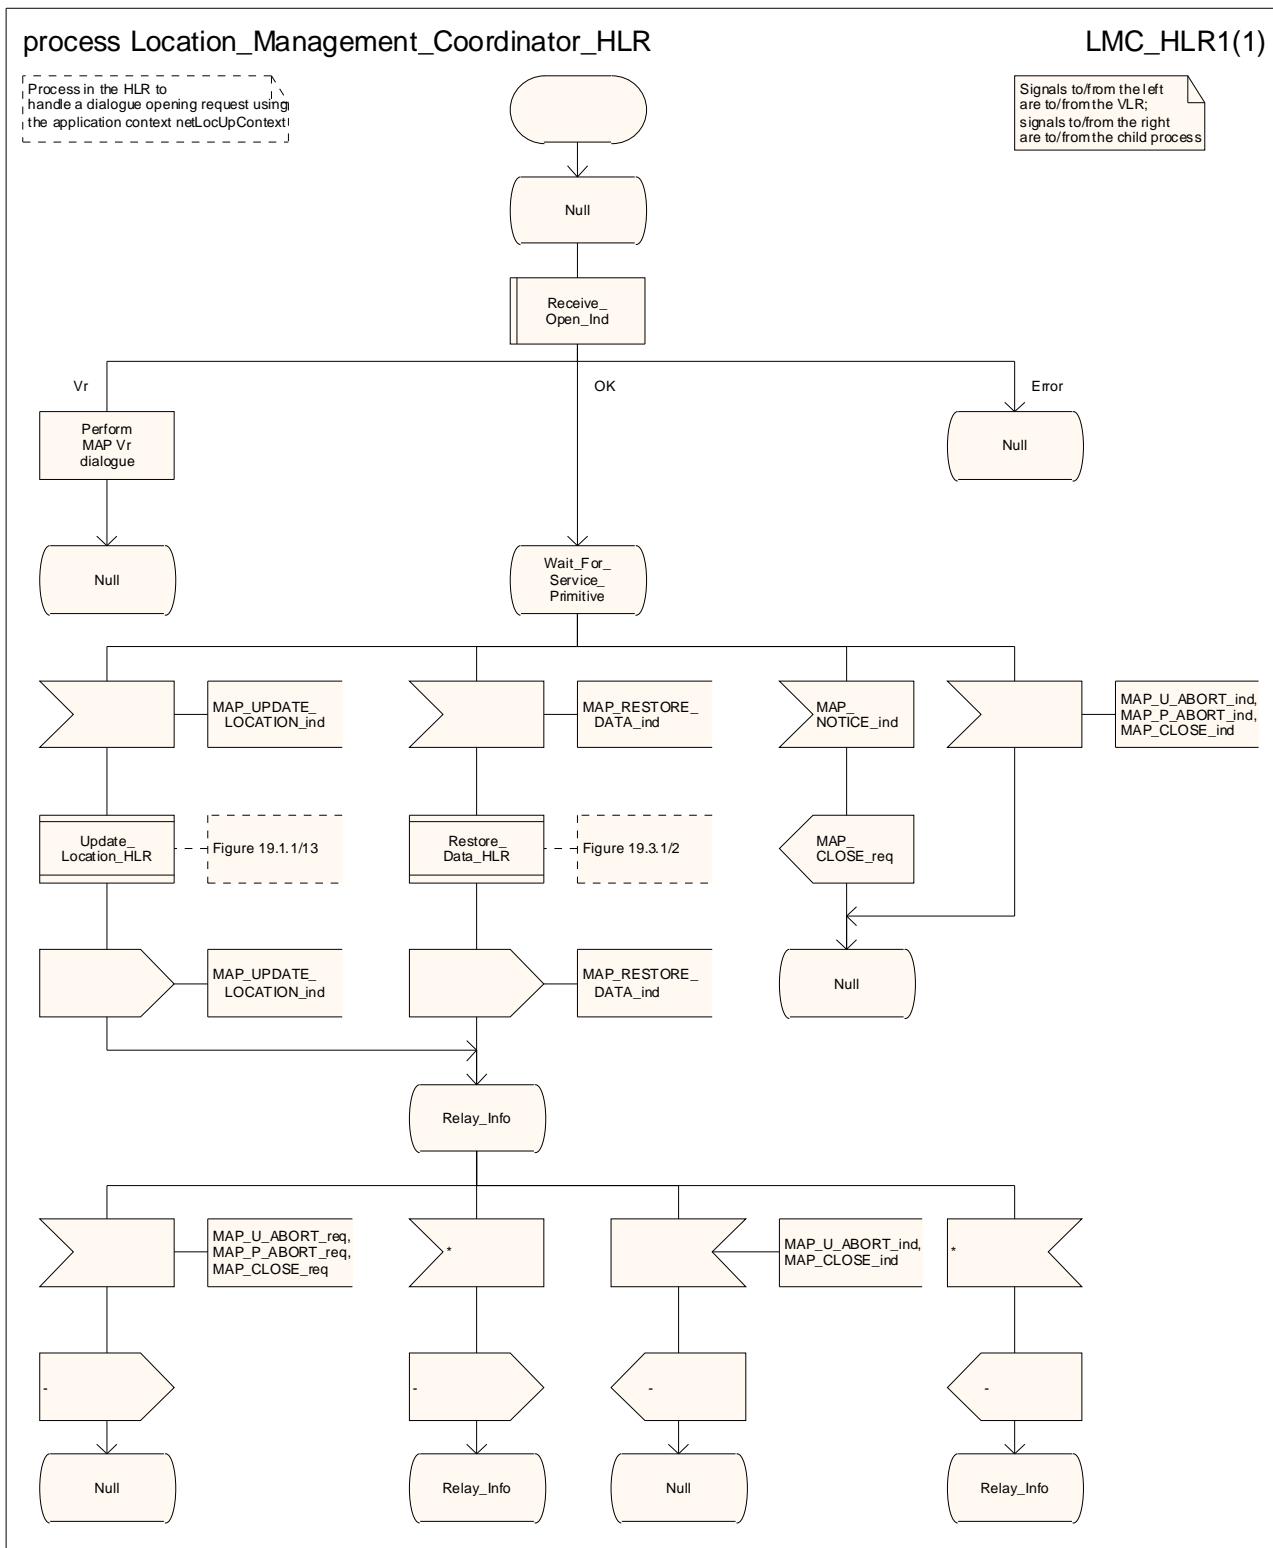 process Location_Management_Coordinator_HLR
LMC_HLR1(1)
Process in the HLR to
handle a dialogue opening request using
the application context netLocUpContext
Signals to/from the left
are to/from the VLR;
signals to/from the right
are to/from the child process
Null
Receive_
Open_Ind
Vr
OK
Error
Perform
MAP Vr
dialogue
Null
Null
Wait_For_
Service_
Primitive
MAP_UPDATE_
LOCATION_ind
MAP_RESTORE_
DATA_ind
MAP_
NOTICE_ind
MAP_U_ABORT_ind,
MAP_P_ABORT_ind,
MAP_CLOSE_ind
Update_
Location_HLR
Figure 19.1.1/13
Restore_
Data_HLR
Figure 19.3.1/2
MAP_
CLOSE_req
MAP_UPDATE_
LOCATION_ind
MAP_RESTORE_
DATA_ind
Null
Relay_Info
MAP_U_ABORT_req,
MAP_P_ABORT_req,
MAP_CLOSE_req
*
MAP_U_ABORT_ind,
MAP_CLOSE_ind
*
-
-
-
-
Null
Relay_Info
Null
Relay_Info